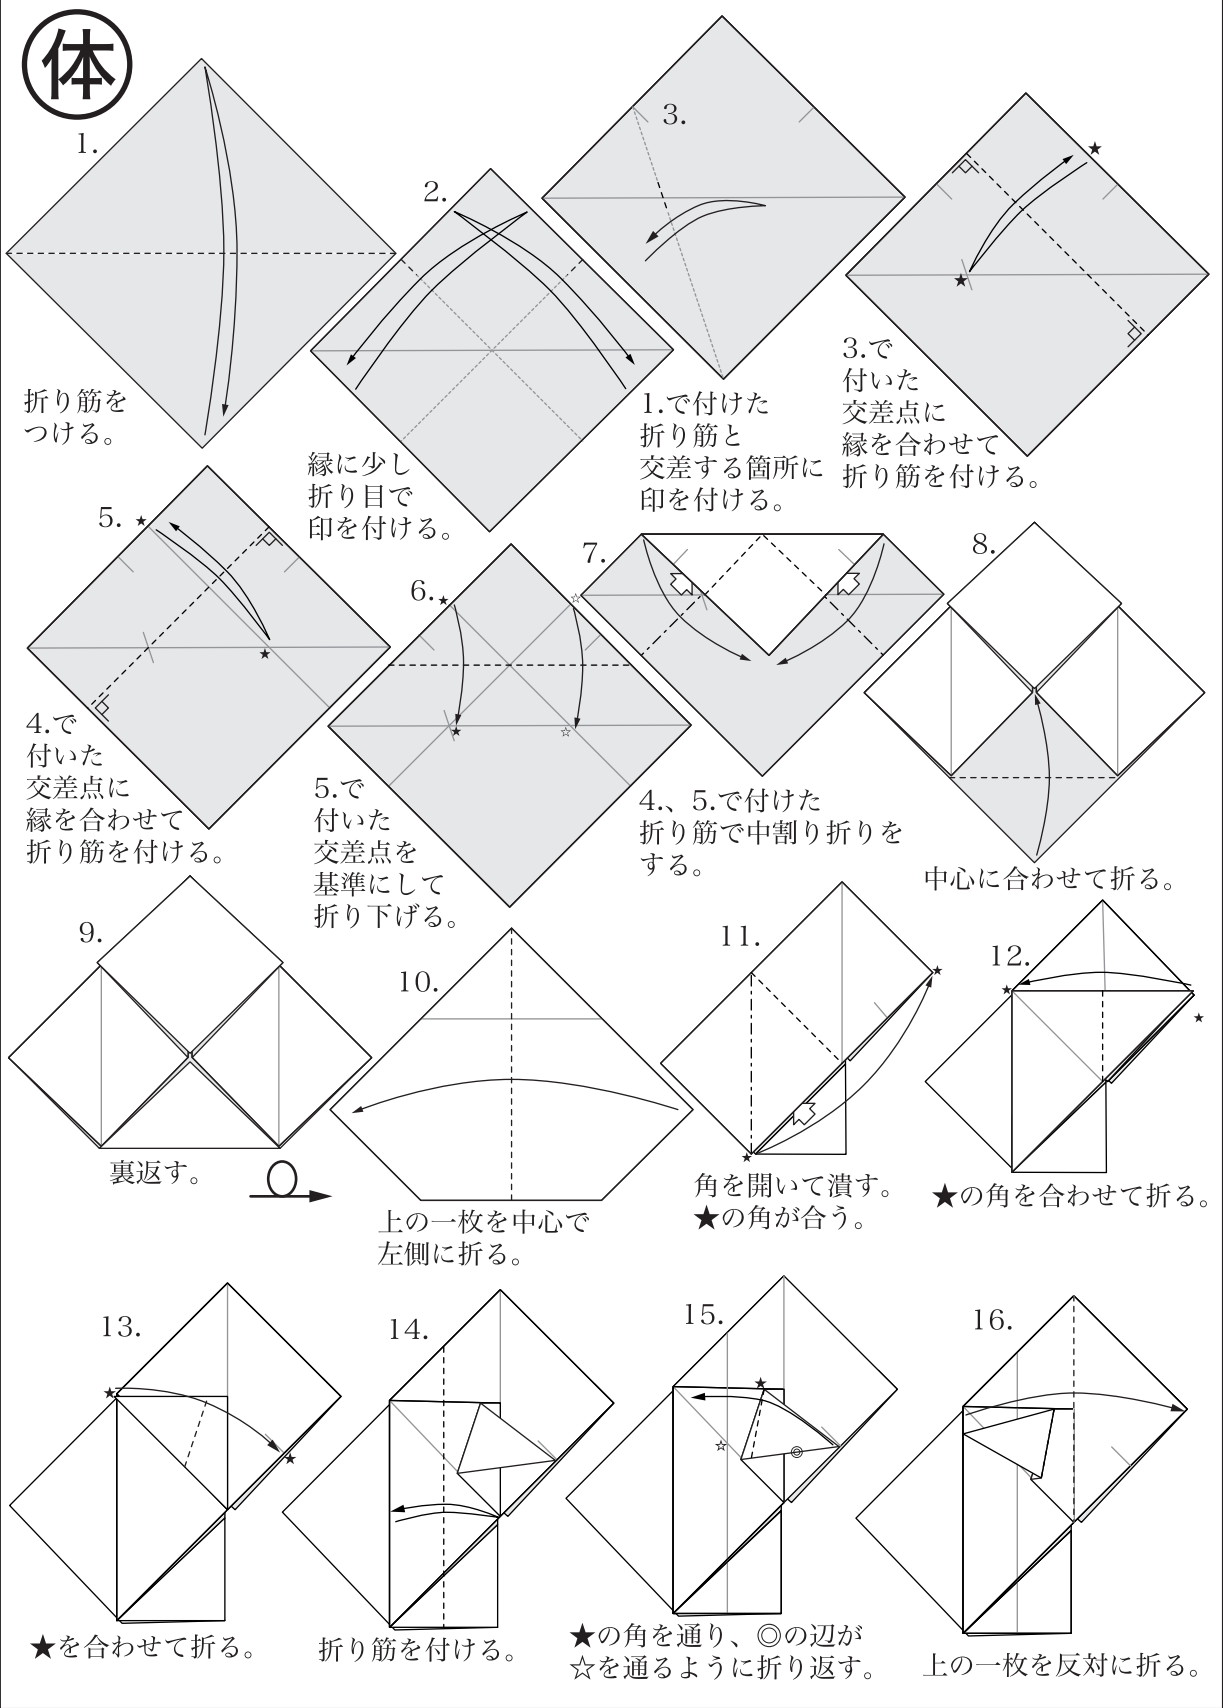 体
1.
折り筋を
つける。
2.
縁に少し
折り目で
印を付ける。
3.
1.で付けた
折り筋と
交差する箇所に
印を付ける。
★
★
3.で
付いた
交差点に
縁を合わせて
折り筋を付ける。
5.
★
★
4.で
付いた
交差点に
縁を合わせて
折り筋を付ける。
6.
★
☆
★
☆
5.で
付いた
交差点を
基準にして
折り下げる。
7.
4.、5.で付けた
折り筋で中割り折りを
する。
8.
中心に合わせて折る。
9.
裏返す。
10.
上の一枚を中心で
左側に折る。
11.
★
★
角を開いて潰す。
★の角が合う。
12.
★
★
★の角を合わせて折る。
13.
★
★
★を合わせて折る。
14.
折り筋を付ける。
15.
★
☆
◎
★の角を通り、◎の辺が
☆を通るように折り返す。
16.
上の一枚を反対に折る。